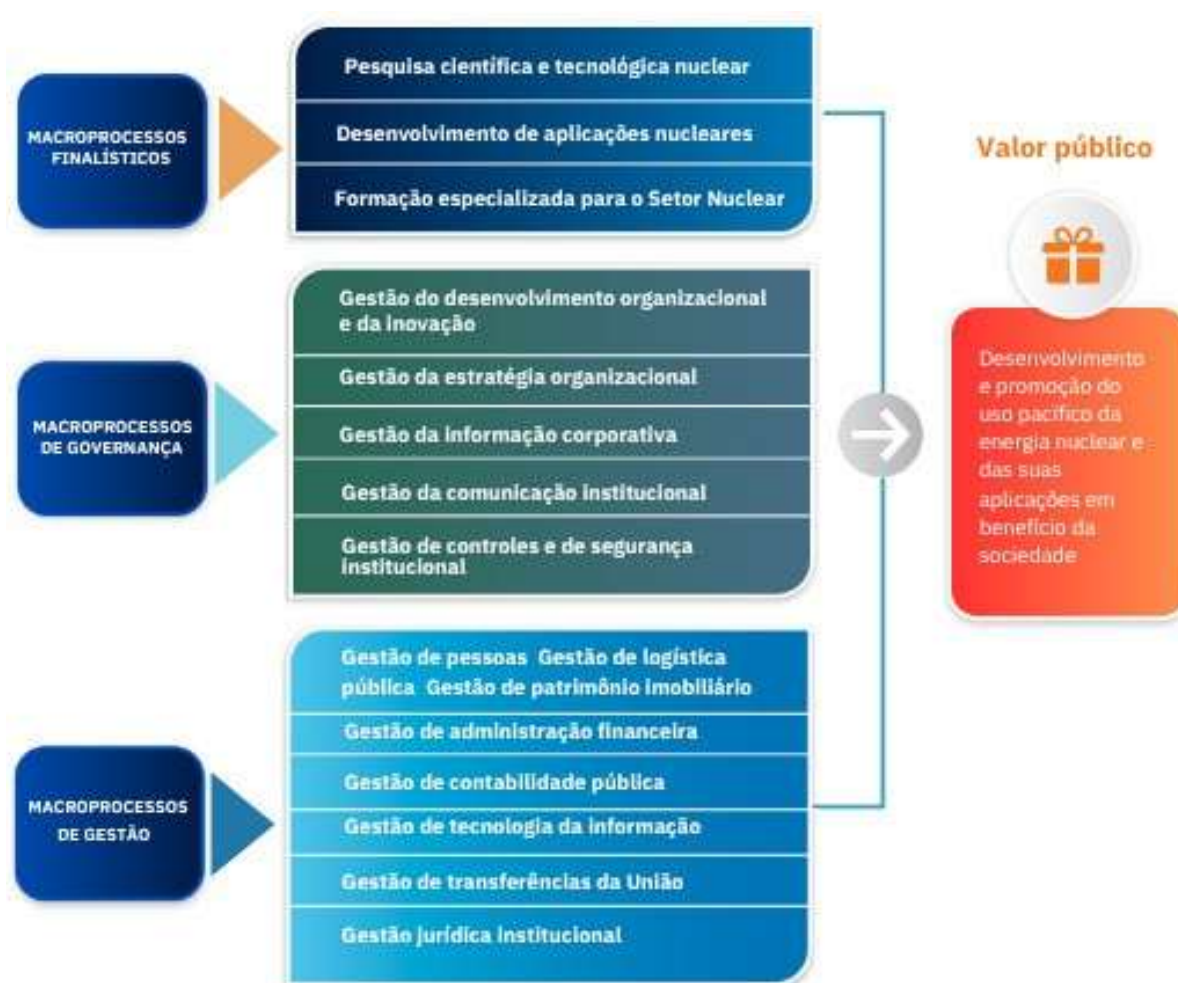 MACROPROCESSOS
FINALÍSTICOS
Pesquisa científica e tecnológica nuclear
Desenvolvimento de aplicações nucleares
Formação especializada para o Setor Nuclear
MACROPROCESSOS
DE GOVERNANÇA
Gestão do desenvolvimento organizacional
e da inovação
Gestão da estratégia organizacional
Gestão da informação corporativa
Gestão da comunicação institucional
Gestão de controles e de segurança
institucional
MACROPROCESSOS
DE GESTÃO
Gestão de pessoas Gestão de logística
pública Gestão de patrimônio imobiliário
Gestão de administração financeira
Gestão de contabilidade pública
Gestão de tecnologia da informação
Gestão de transferências da União
Gestão jurídica institucional
Valor público
Desenvolvimento
e promoção do
uso pacífico da
energia nuclear e
das suas
aplicações em
benefício da
sociedade